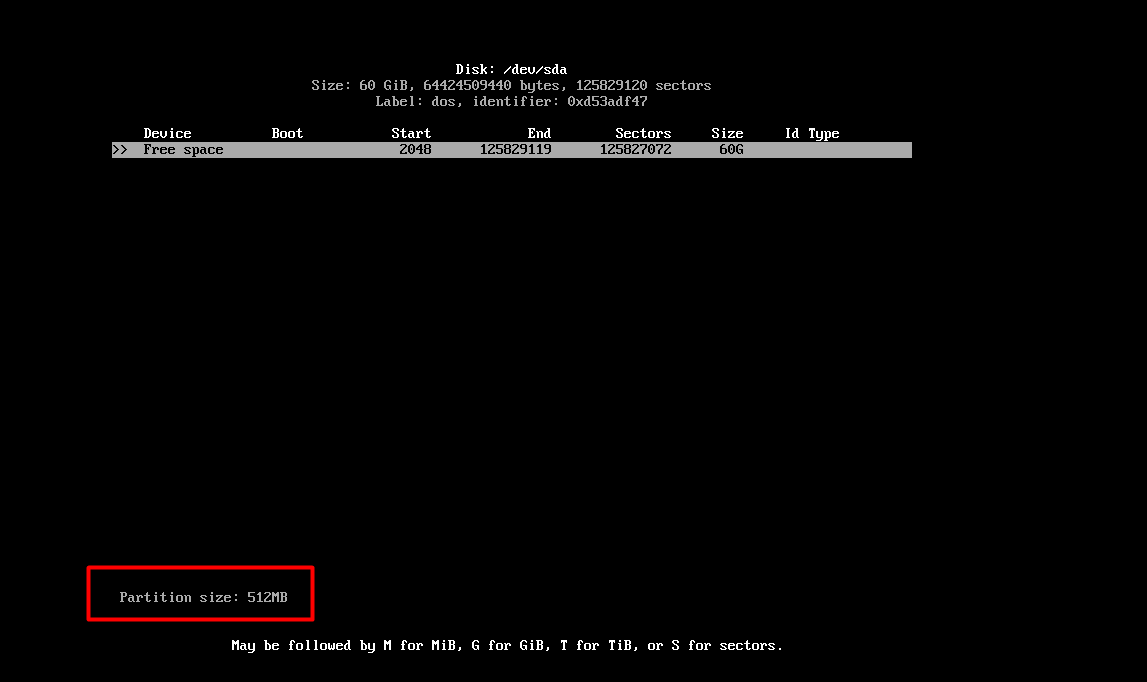 Disk: /dev/sda
Size: 60 GiB, 64424509440 bytes, 125829120 sectors
Label: dos, identifier: 0xd53adf47
Device Boot Start End Sectors Size Id Type
>> Free space 2048 125829119 125827072 60G
Partition size: 512MB
May be followed by M for MiB, G for GiB, T for TiB, or S for sectors.